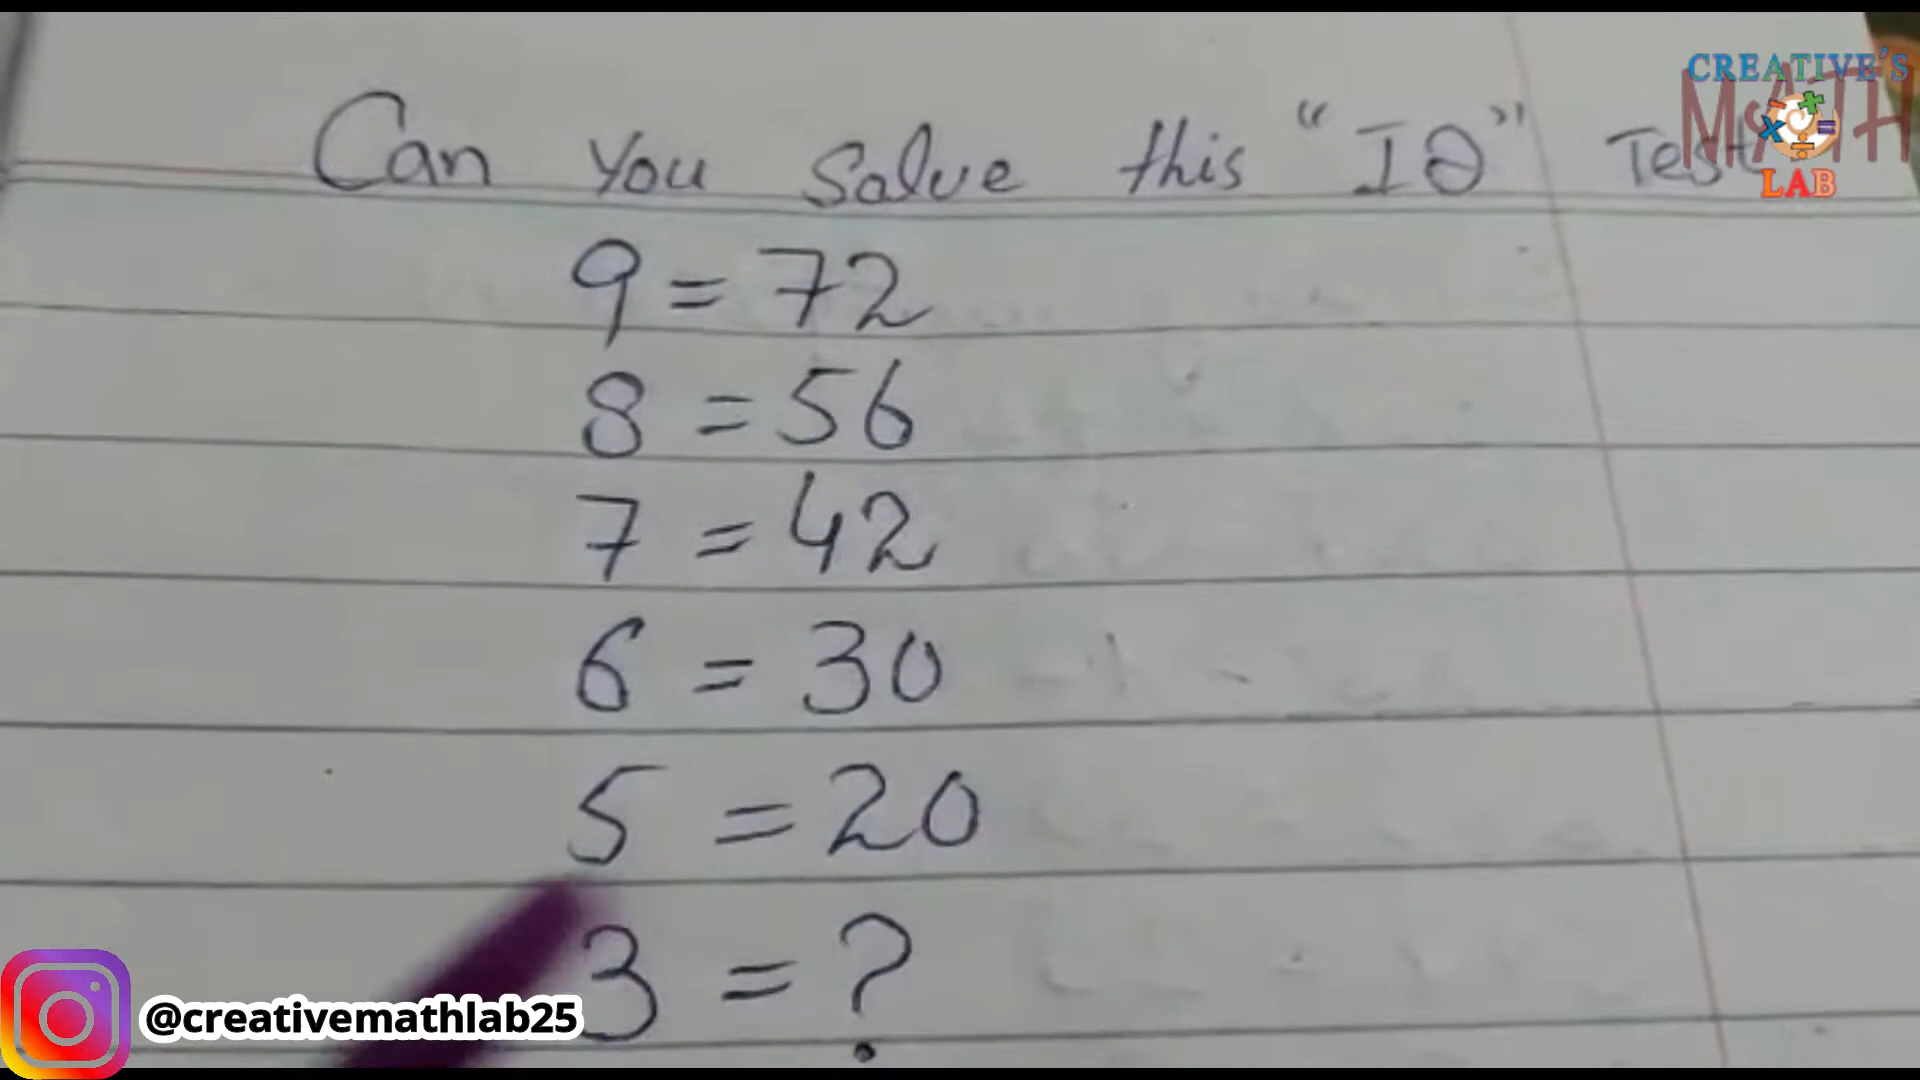 Can You Solve this "IQ" Test
CREATIVE'S
MATH
LAB
9 = 72
8 = 56
7 = 42
6 = 30
5 = 20
3 = ?
@creativemathlab25